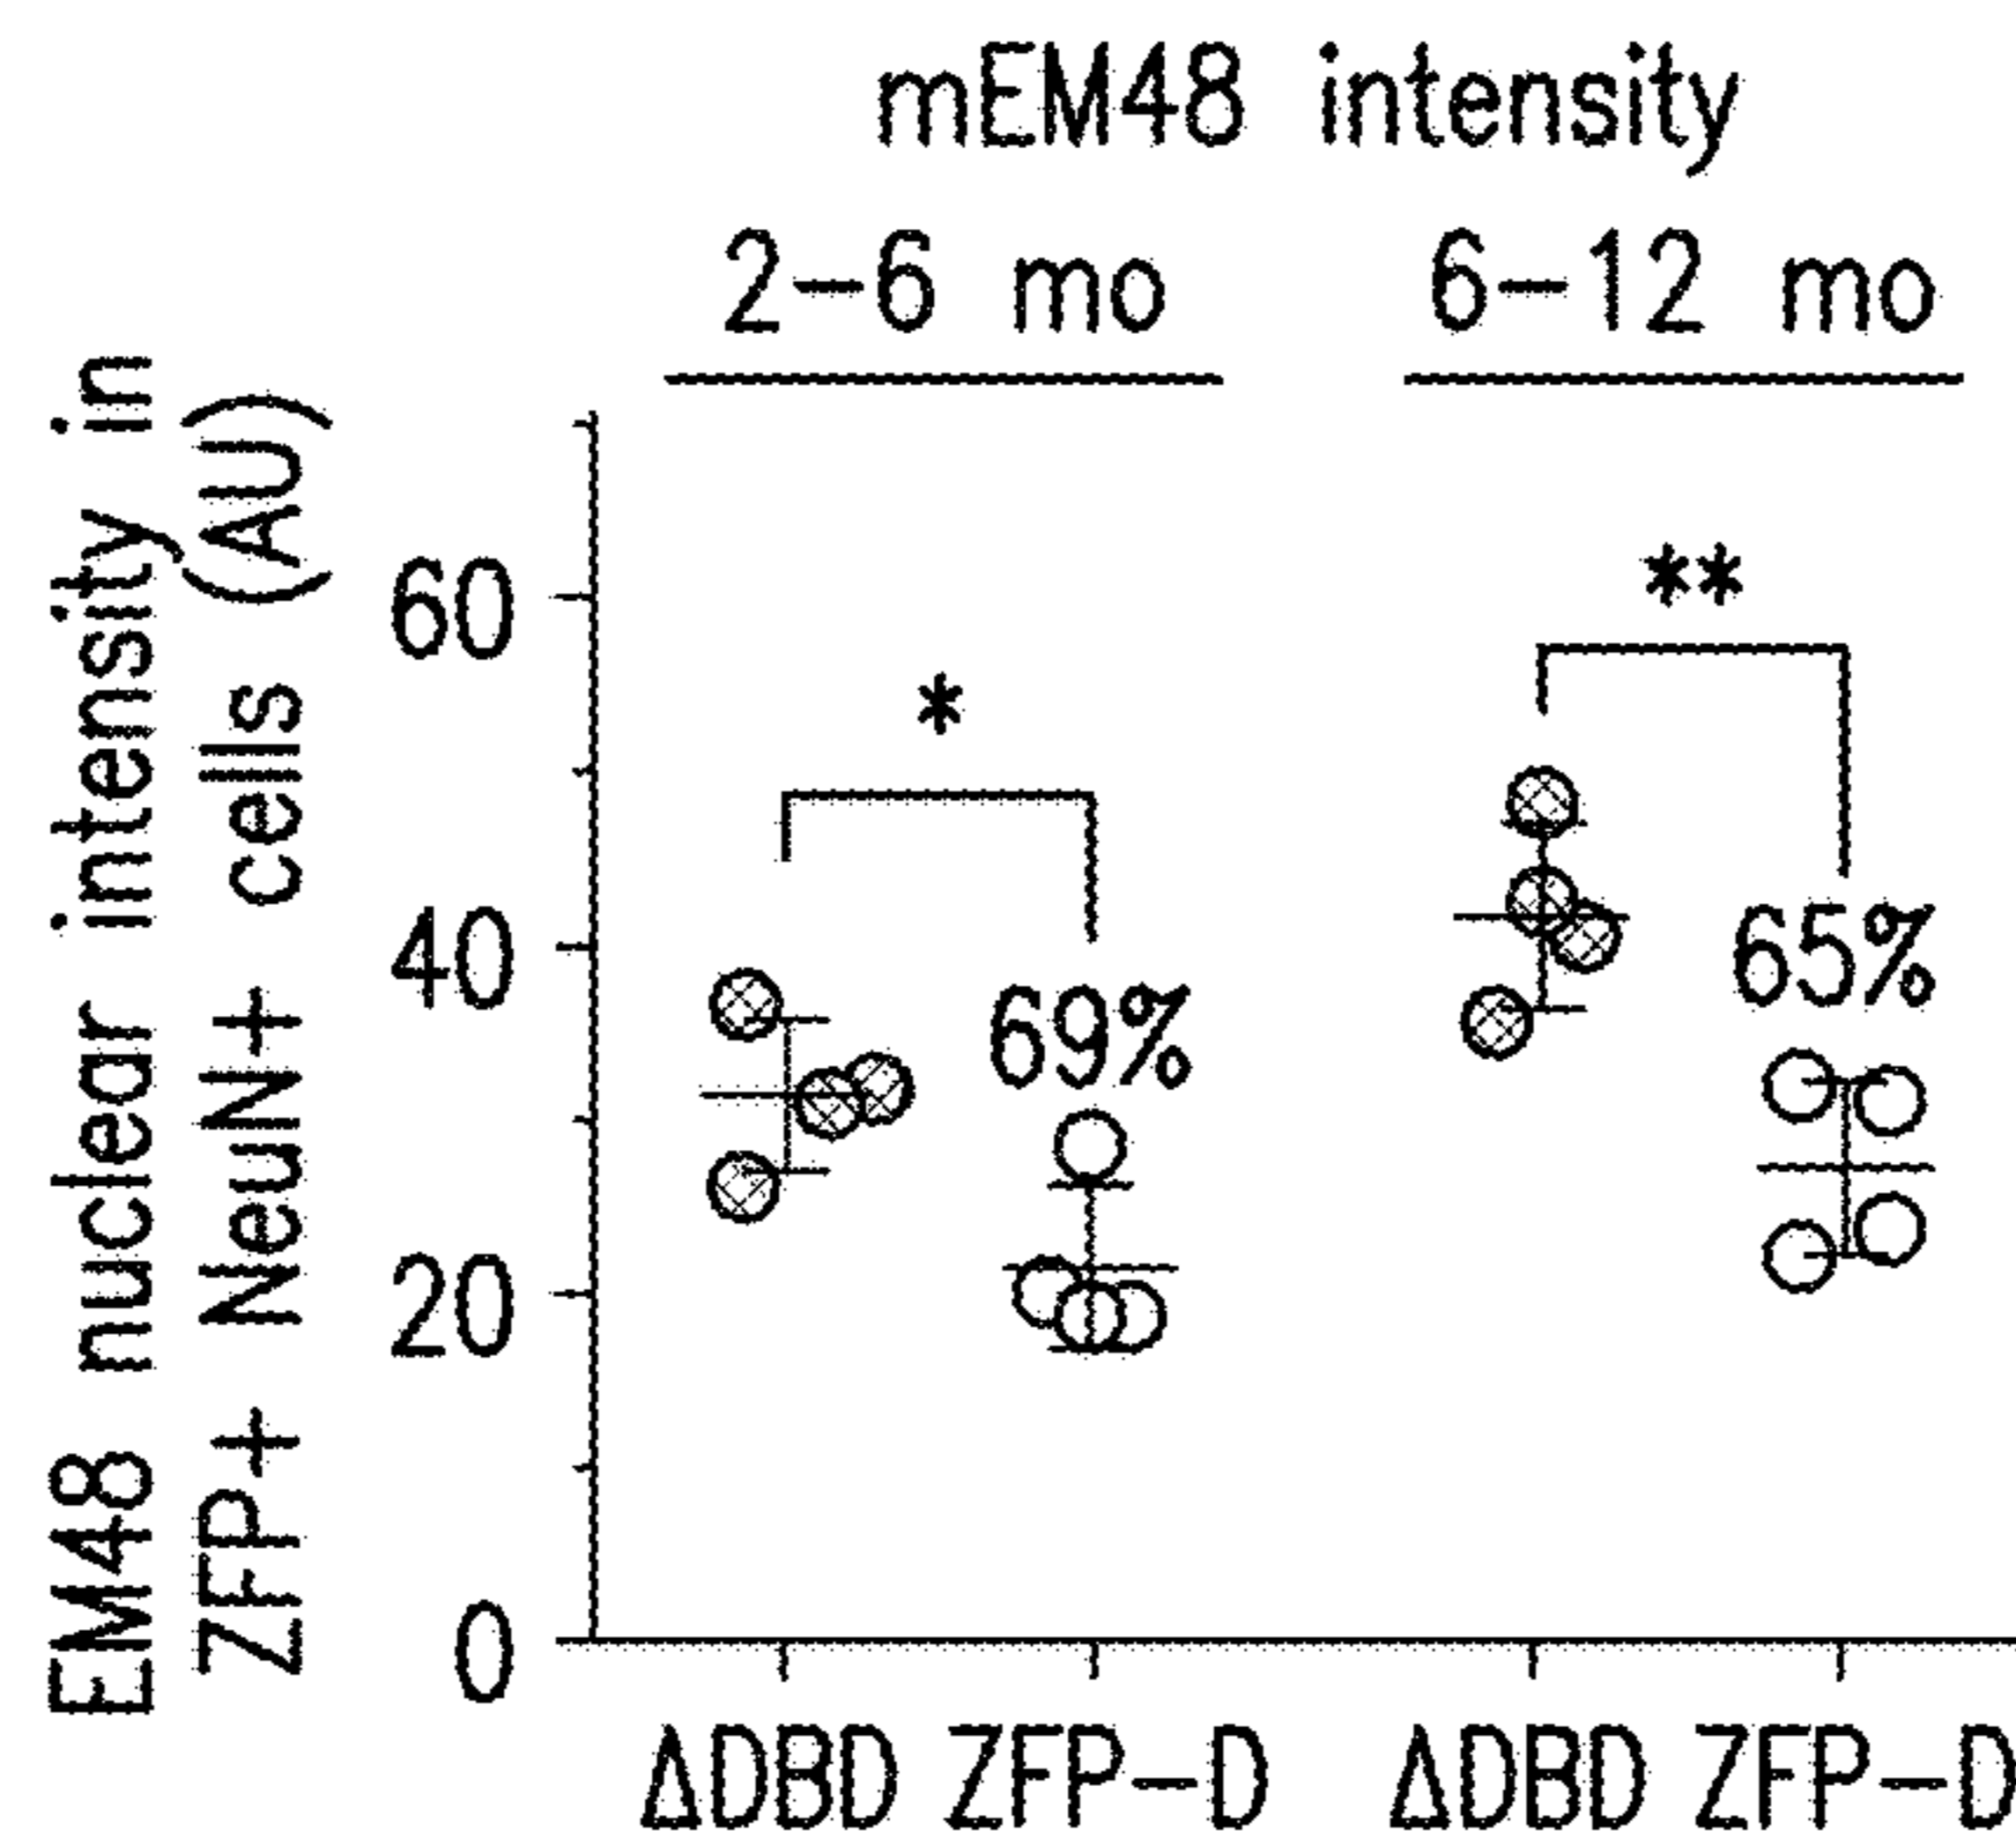 mEM48 intensity
2-6 mo
6-12 mo
EM48 nuclear intensity in
ZFP+ NeuN+ cells (AU)
60
40
20
0
*
69%
**
65%
ΔDBD ZFP-D ΔDBD ZFP-D